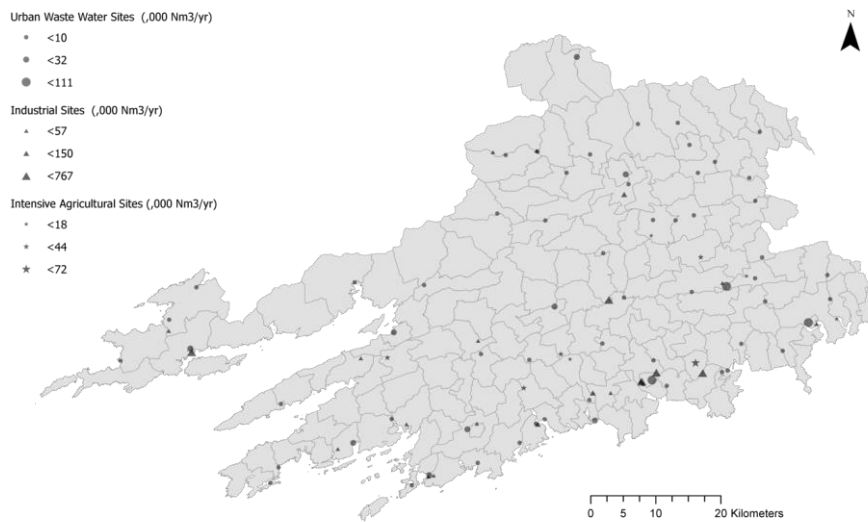 Urban Waste Water Sites (,000 Nm3/yr)
<10
<32
<111
Industrial Sites (,000 Nm3/yr)
<57
<150
<767
Intensive Agricultural Sites (,000 Nm3/yr)
<18
<44
<72
N
0 5 10 20 Kilometers